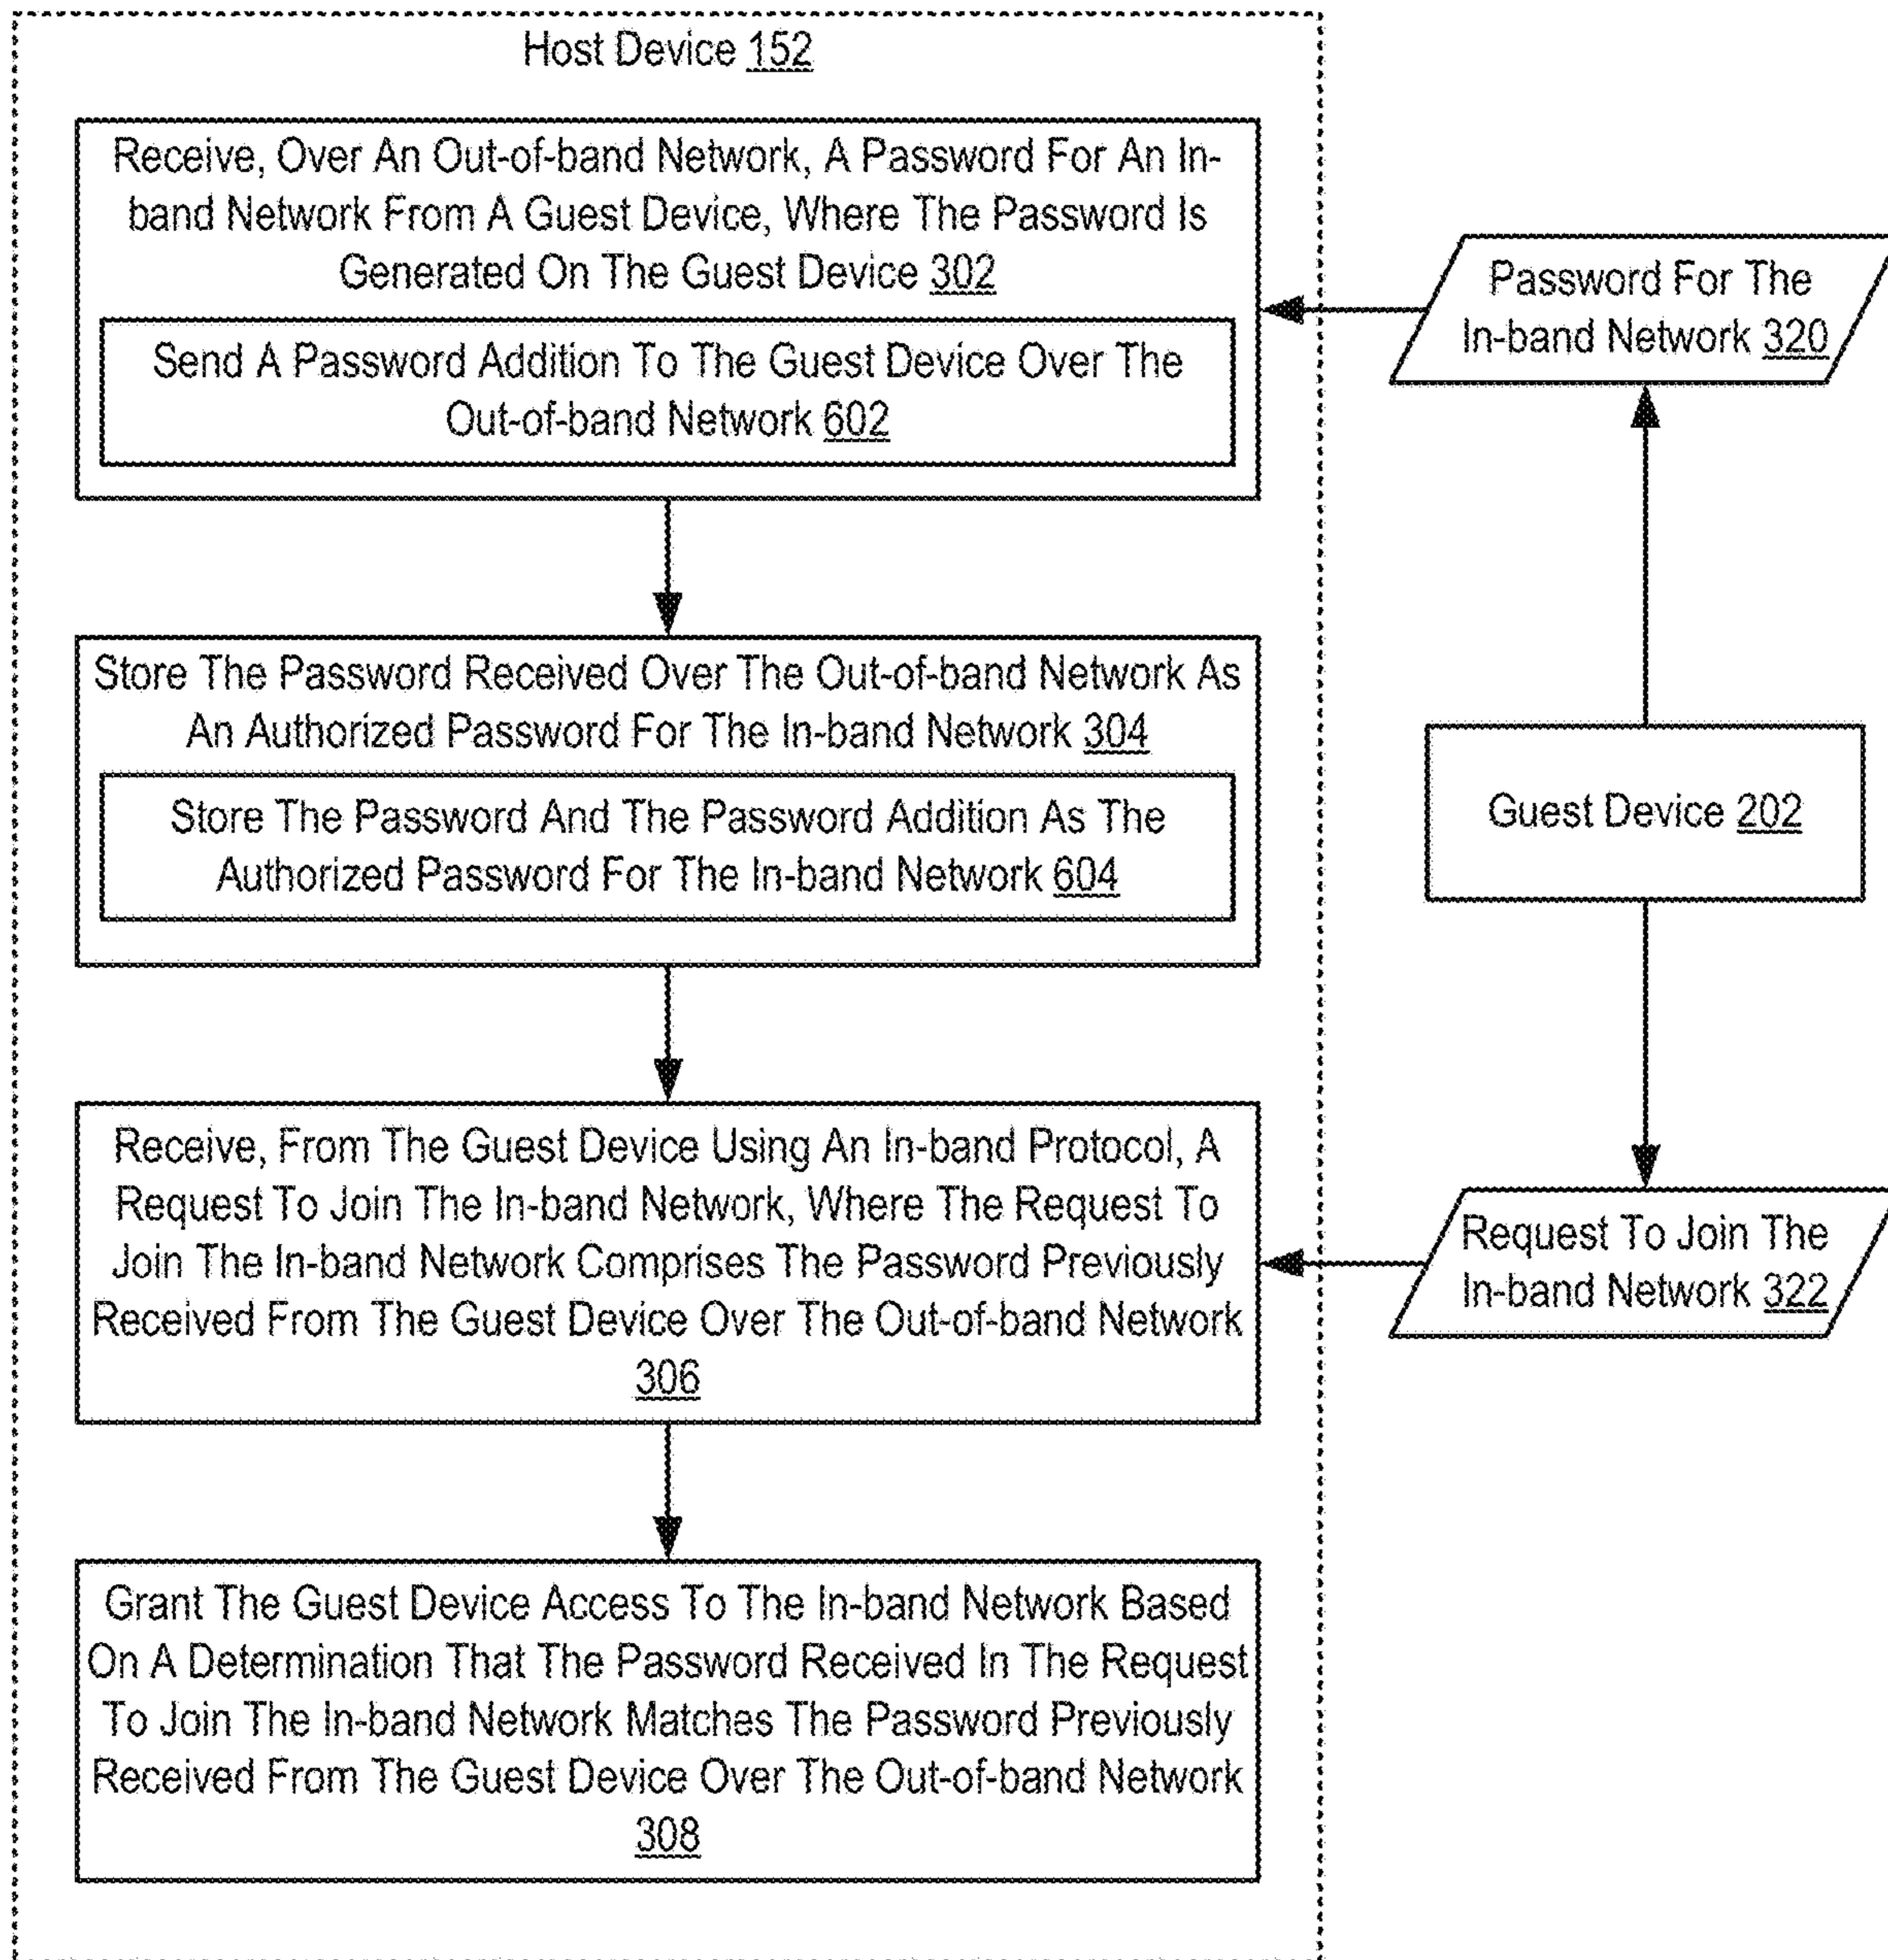 Host Device 152
Receive, Over An Out-of-band Network, A Password For An In-
band Network From A Guest Device, Where The Password Is
Generated On The Guest Device 302
Send A Password Addition To The Guest Device Over The
Out-of-band Network 602
Store The Password Received Over The Out-of-band Network As
An Authorized Password For The In-band Network 304
Store The Password And The Password Addition As The
Authorized Password For The In-band Network 604
Receive, From The Guest Device Using An In-band Protocol, A
Request To Join The In-band Network, Where The Request To
Join The In-band Network Comprises The Password Previously
Received From The Guest Device Over The Out-of-band Network
306
Grant The Guest Device Access To The In-band Network Based
On A Determination That The Password Received In The Request
To Join The In-band Network Matches The Password Previously
Received From The Guest Device Over The Out-of-band Network
308
Password For The
In-band Network 320
Guest Device 202
Request To Join The
In-band Network 322